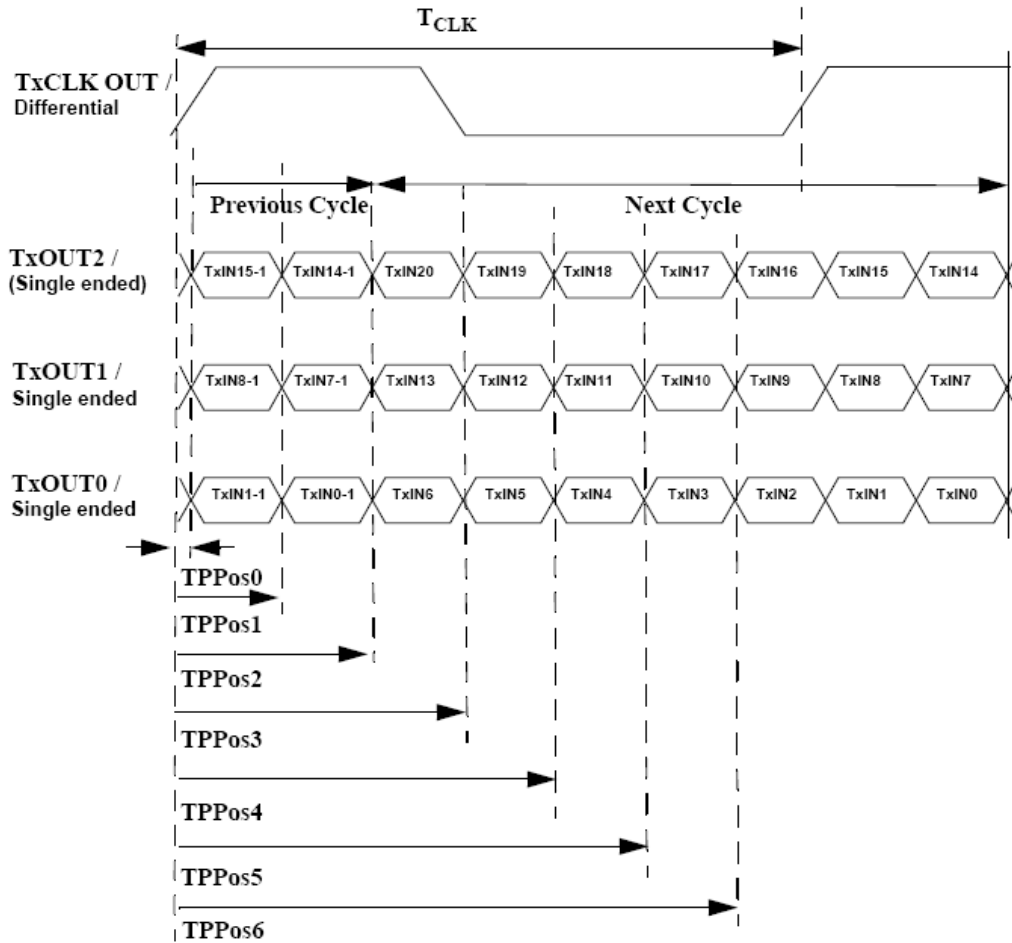 T_CLK
TxCLK OUT /
Differential
Previous Cycle
Next Cycle
TxOUT2 /
(Single ended)
TxIN15-1 TxIN14-1 TxIN20 TxIN19 TxIN18 TxIN17 TxIN16 TxIN15 TxIN14
TxOUT1 /
Single ended
TxIN8-1 TxIN7-1 TxIN13 TxIN12 TxIN11 TxIN10 TxIN9 TxIN8 TxIN7
TxOUT0 /
Single ended
TxIN1-1 TxIN0-1 TxIN6 TxIN5 TxIN4 TxIN3 TxIN2 TxIN1 TxIN0
TPPos0
TPPos1
TPPos2
TPPos3
TPPos4
TPPos5
TPPos6